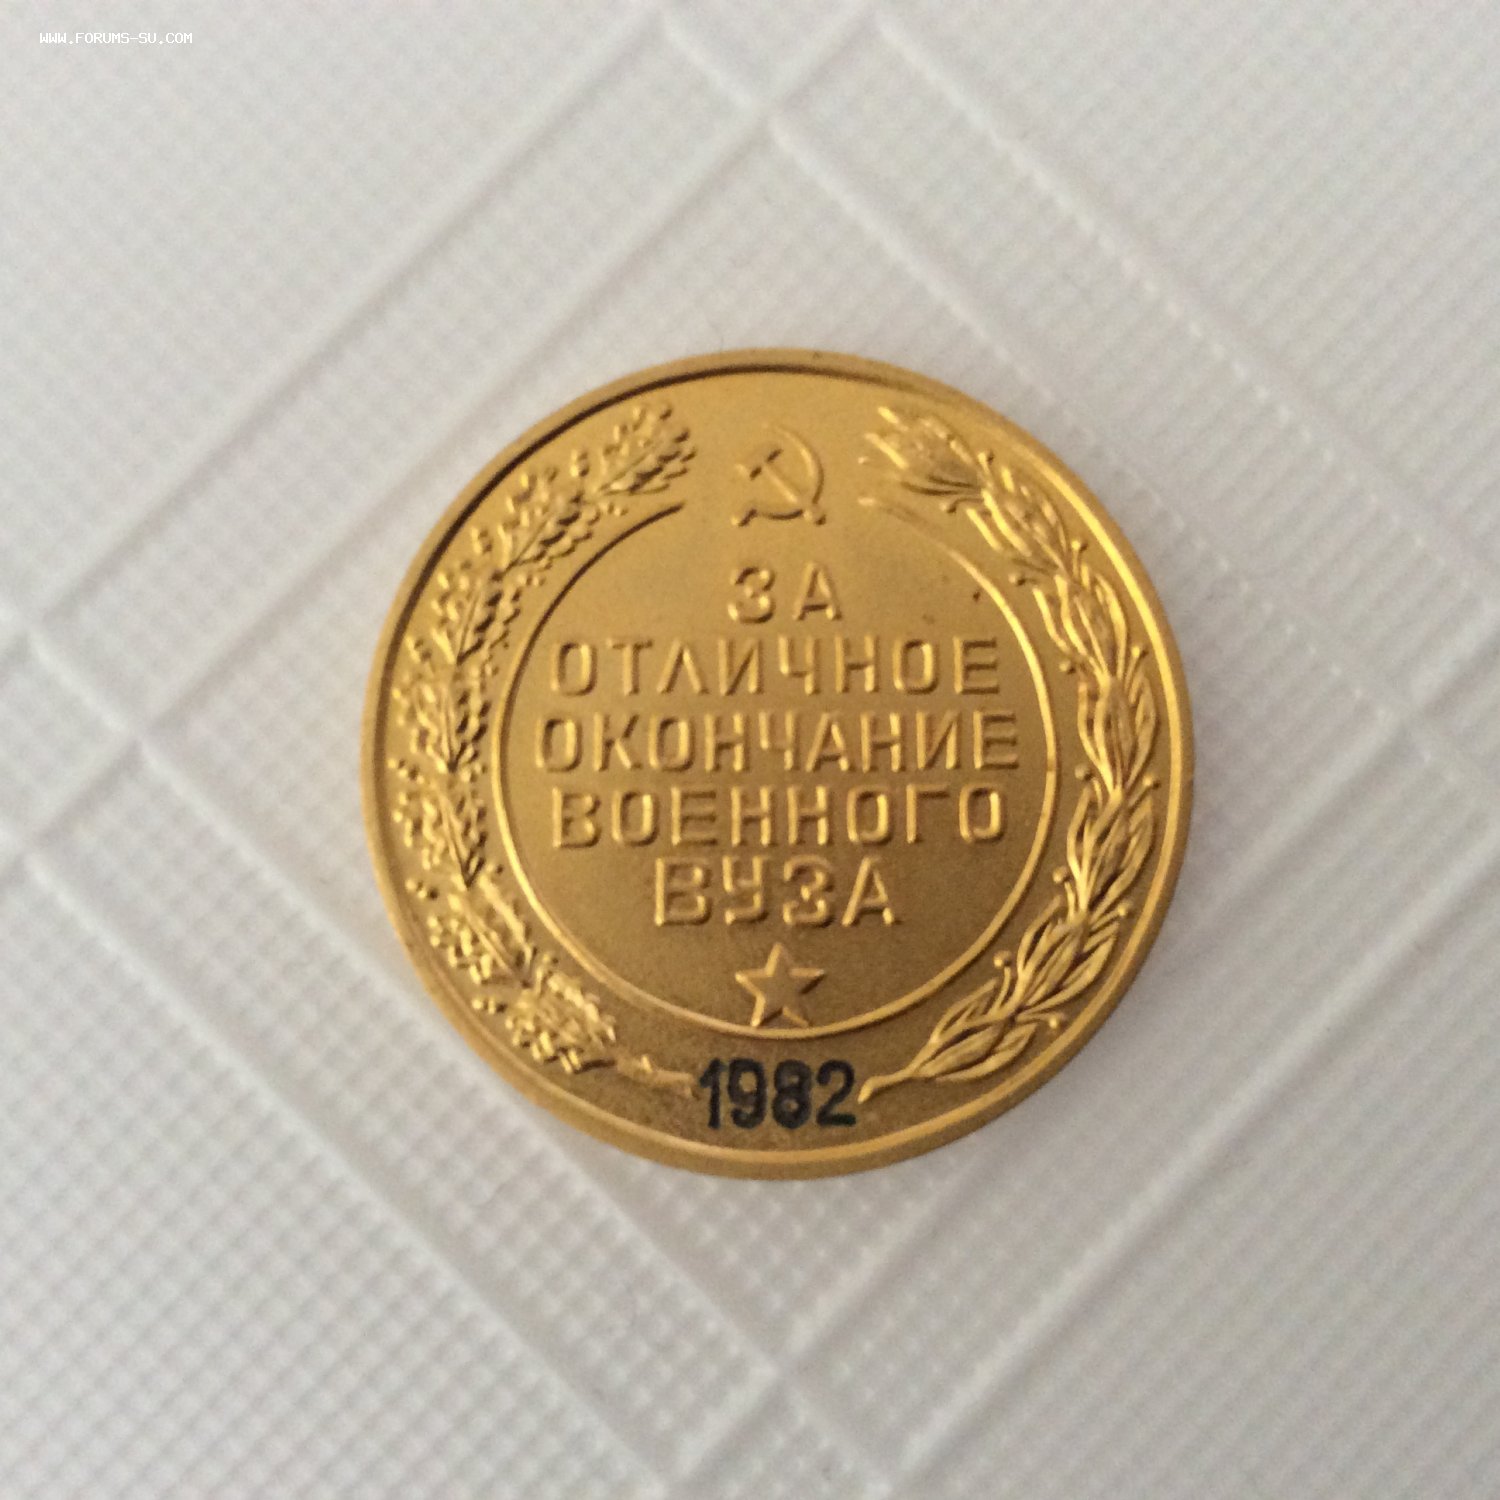 WWW.FORUMS-SU.COM
ЗА
ОТЛИЧНОЕ
ОКОНЧАНИЕ
ВОЕННОГО
ВУЗА
1982